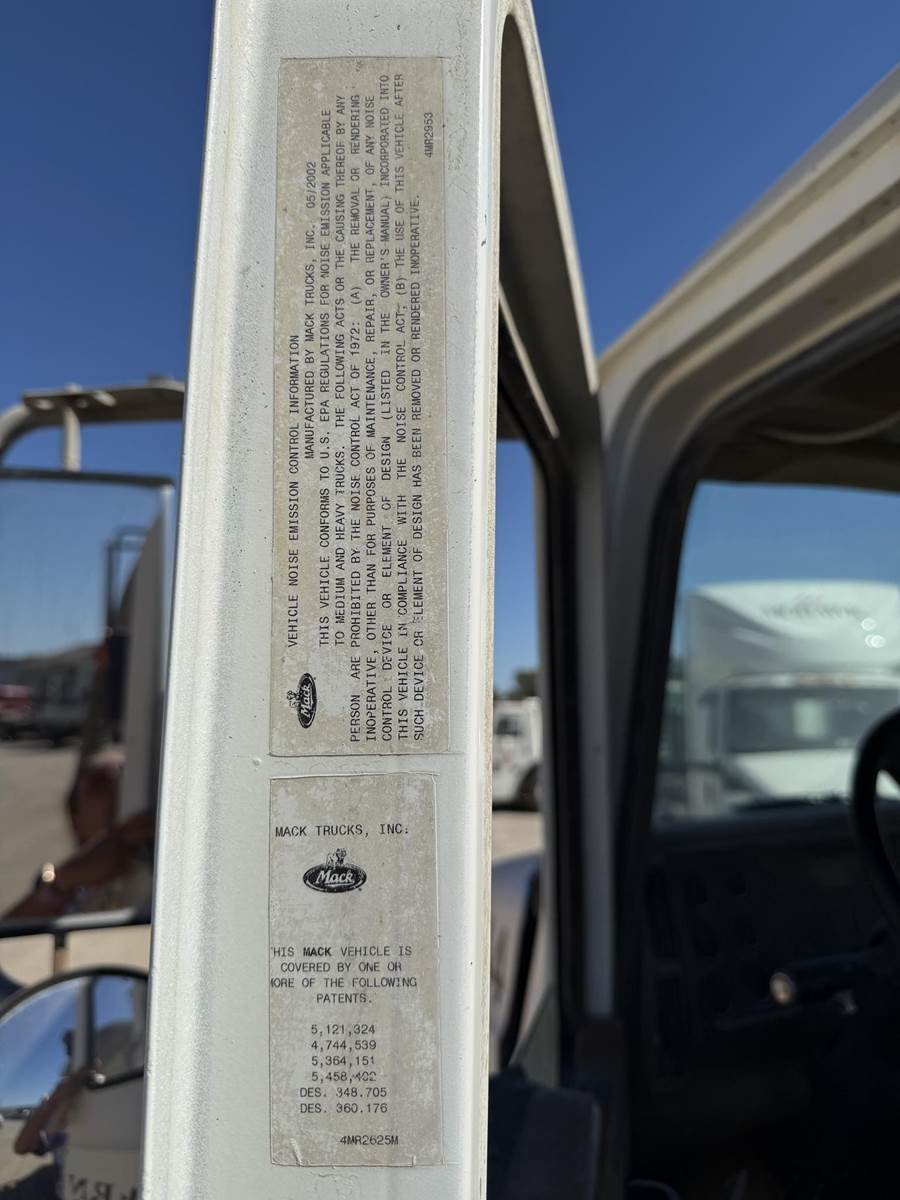 VEHICLE NOISE EMISSION CONTROL INFORMATION
MANUFACTURED BY MACK TRUCKS, INC. 05/2002
THIS VEHICLE CONFORMS TO U.S. EPA REGULATIONS FOR NOISE EMISSION APPLICABLE
TO MEDIUM AND HEAVY TRUCKS. THE FOLLOWING ACTS OR THE CAUSING THEREOF BY ANY
PERSON ARE PROHIBITED BY THE NOISE CONTROL ACT OF 1972: (A) THE REMOVAL OR RENDERING
INOPERATIVE, OTHER THAN FOR PURPOSES OF MAINTENANCE, REPAIR, OR REPLACEMENT, OF ANY NOISE
CONTROL DEVICE OR ELEMENT OF DESIGN (LISTED IN THE OWNER'S MANUAL) INCORPORATED INTO
THIS VEHICLE IN COMPLIANCE WITH THE NOISE CONTROL ACT; (B) THE USE OF THIS VEHICLE AFTER
SUCH DEVICE OR ELEMENT OF DESIGN HAS BEEN REMOVED OR RENDERED INOPERATIVE.
4MR2953
Mack
MACK TRUCKS, INC.
Mack
HIS MACK VEHICLE IS
COVERED BY ONE OR
MORE OF THE FOLLOWING
PATENTS.
5,121,324
4,744,539
5,364,151
5,458,402
DES. 348.705
DES. 360.176
4MR2625M